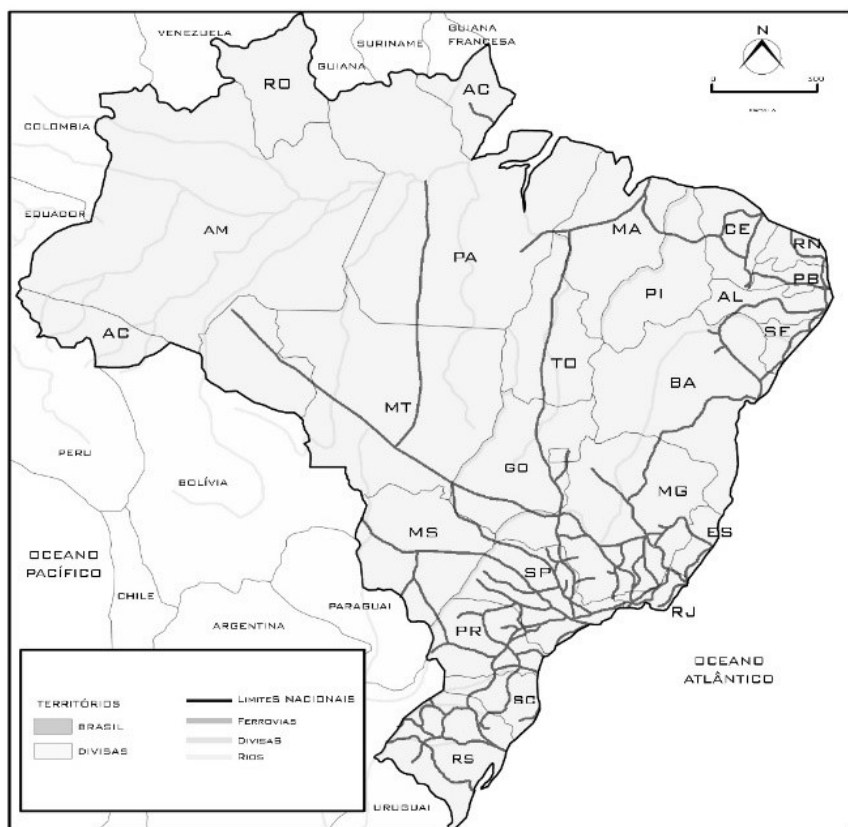 VENEZUELA
GUIANA
FRANCESA
SURINAME
GUIANA
N
RO
AC
0 500
COLOMBIA
EQUADOR
AM
PA
MA
CE
RN
PB
PI
AL
SE
AC
TO
BA
MT
PERU
BOLÍVIA
GO
MG
MS
ES
OCEANO
PACÍFICO
SP
CHILE
PARAGUAI
RJ
ARGENTINA
PR
OCEANO
ATLÂNTICO
SC
RS
URUGUAI
TERRITÓRIOS
BRASIL
DIVISAS
LIMITES NACIONAIS
FERROVIAS
DIVISAS
RIOS